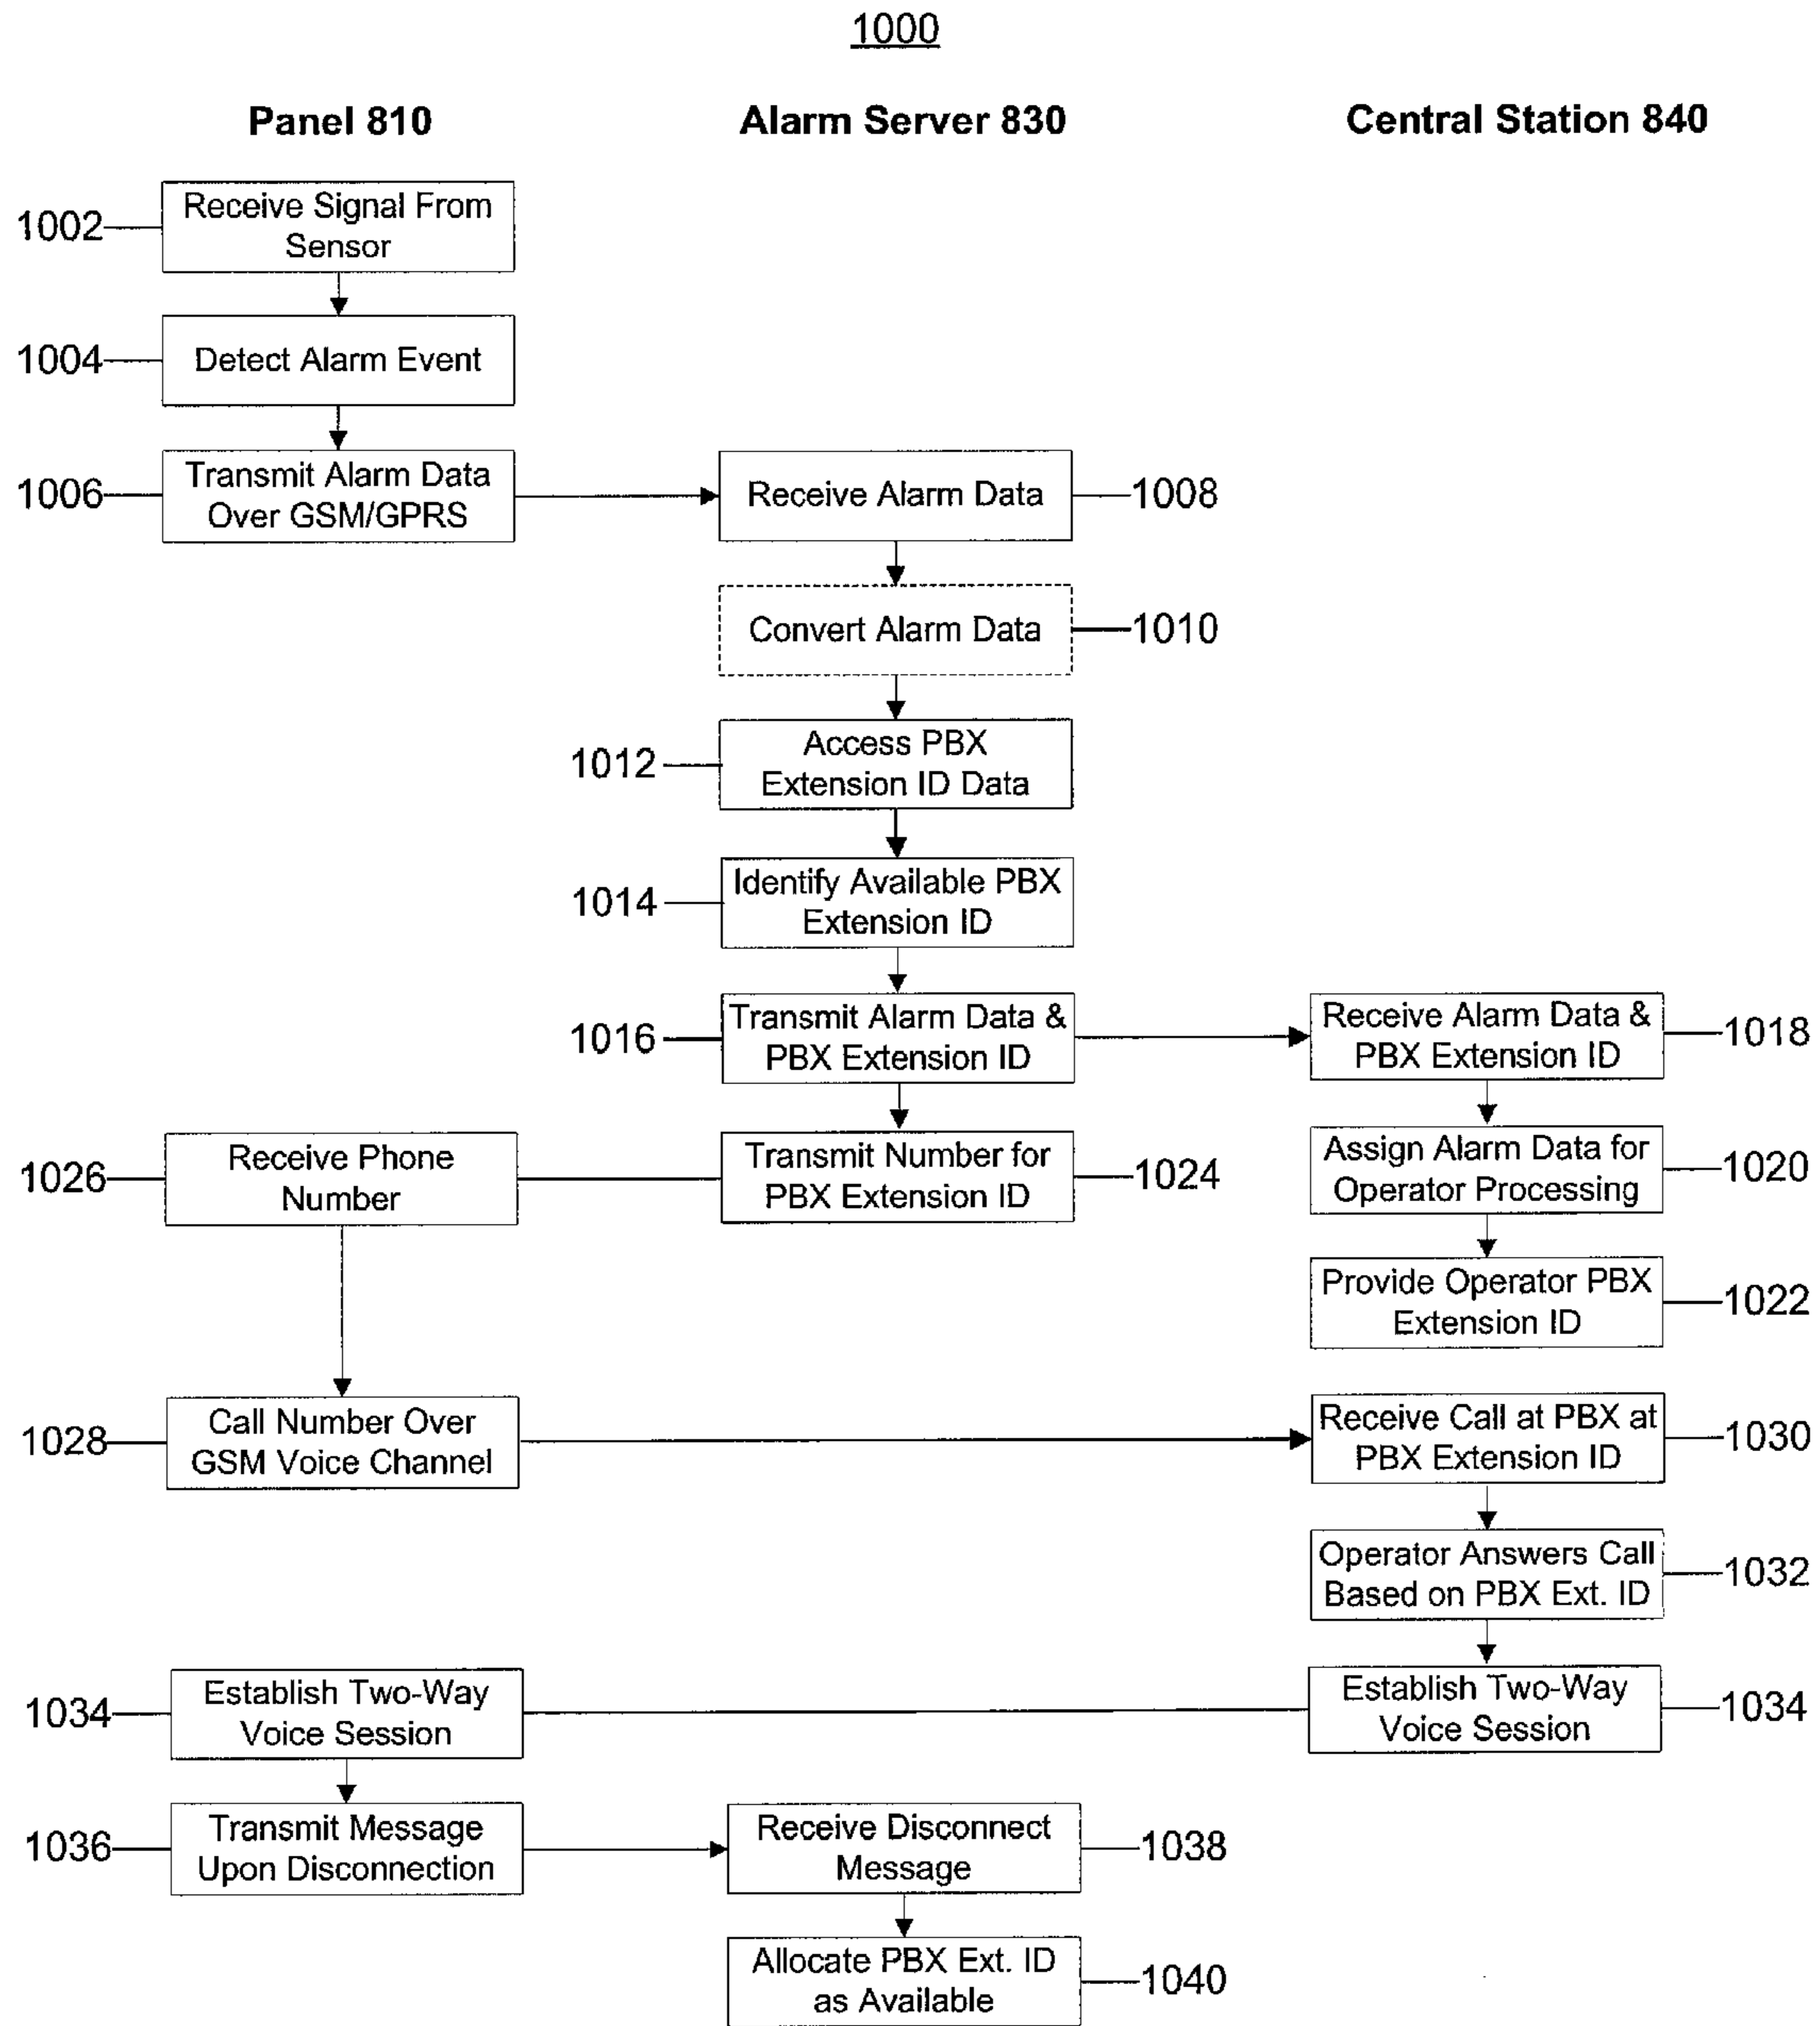 1000
Panel 810
Alarm Server 830
Central Station 840
1002
Receive Signal From
Sensor
1004
Detect Alarm Event
1006
Transmit Alarm Data
Over GSM/GPRS
Receive Alarm Data
1008
Convert Alarm Data
1010
1012
Access PBX
Extension ID Data
1014
Identify Available PBX
Extension ID
1016
Transmit Alarm Data &
PBX Extension ID
Receive Alarm Data &
PBX Extension ID
1018
1026
Receive Phone
Number
Transmit Number for
PBX Extension ID
1024
Assign Alarm Data for
Operator Processing
1020
Provide Operator PBX
Extension ID
1022
1028
Call Number Over
GSM Voice Channel
Receive Call at PBX at
PBX Extension ID
1030
Operator Answers Call
Based on PBX Ext. ID
1032
1034
Establish Two-Way
Voice Session
Establish Two-Way
Voice Session
1034
1036
Transmit Message
Upon Disconnection
Receive Disconnect
Message
1038
Allocate PBX Ext. ID
as Available
1040